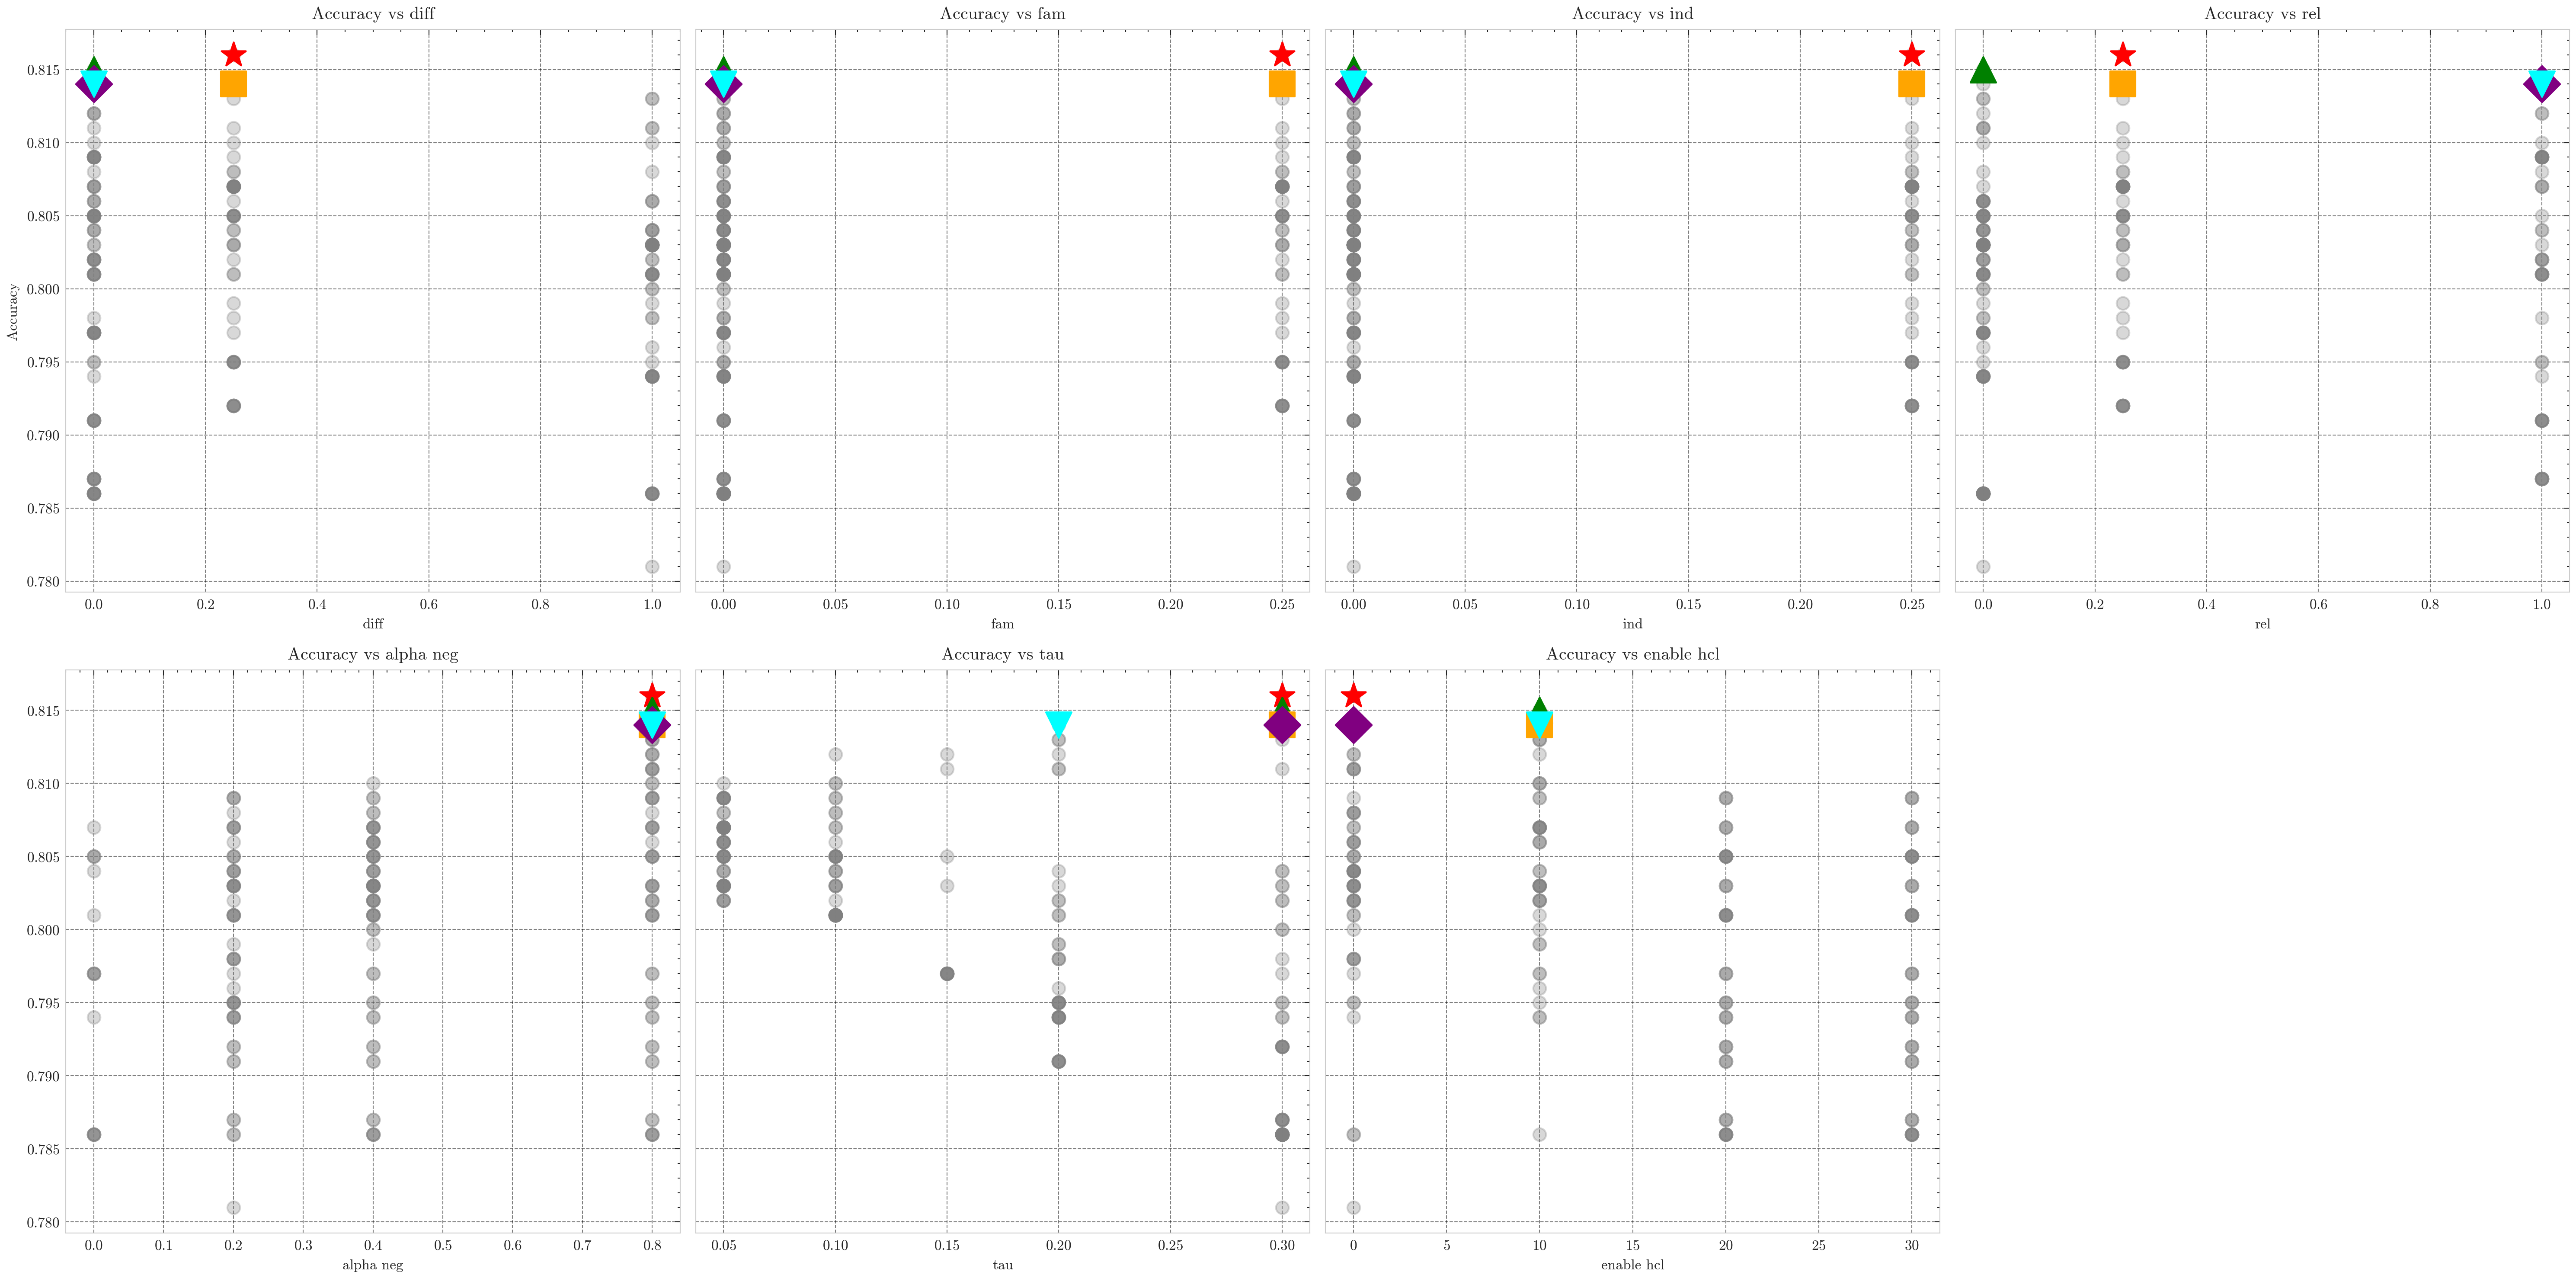 Accuracy vs diff
Accuracy vs fam
Accuracy vs ind
Accuracy vs rel
0.815
0.810
0.805
0.800
0.795
0.790
0.785
0.780
Accuracy
0.0 0.2 0.4 0.6 0.8 1.0
0.00 0.05 0.10 0.15 0.20 0.25
0.00 0.05 0.10 0.15 0.20 0.25
0.0 0.2 0.4 0.6 0.8 1.0
diff
fam
ind
rel
Accuracy vs alpha neg
Accuracy vs tau
Accuracy vs enable hcl
0.815
0.810
0.805
0.800
0.795
0.790
0.785
0.780
0.0 0.1 0.2 0.3 0.4 0.5 0.6 0.7 0.8
0.05 0.10 0.15 0.20 0.25 0.30
0 5 10 15 20 25 30
alpha neg
tau
enable hcl